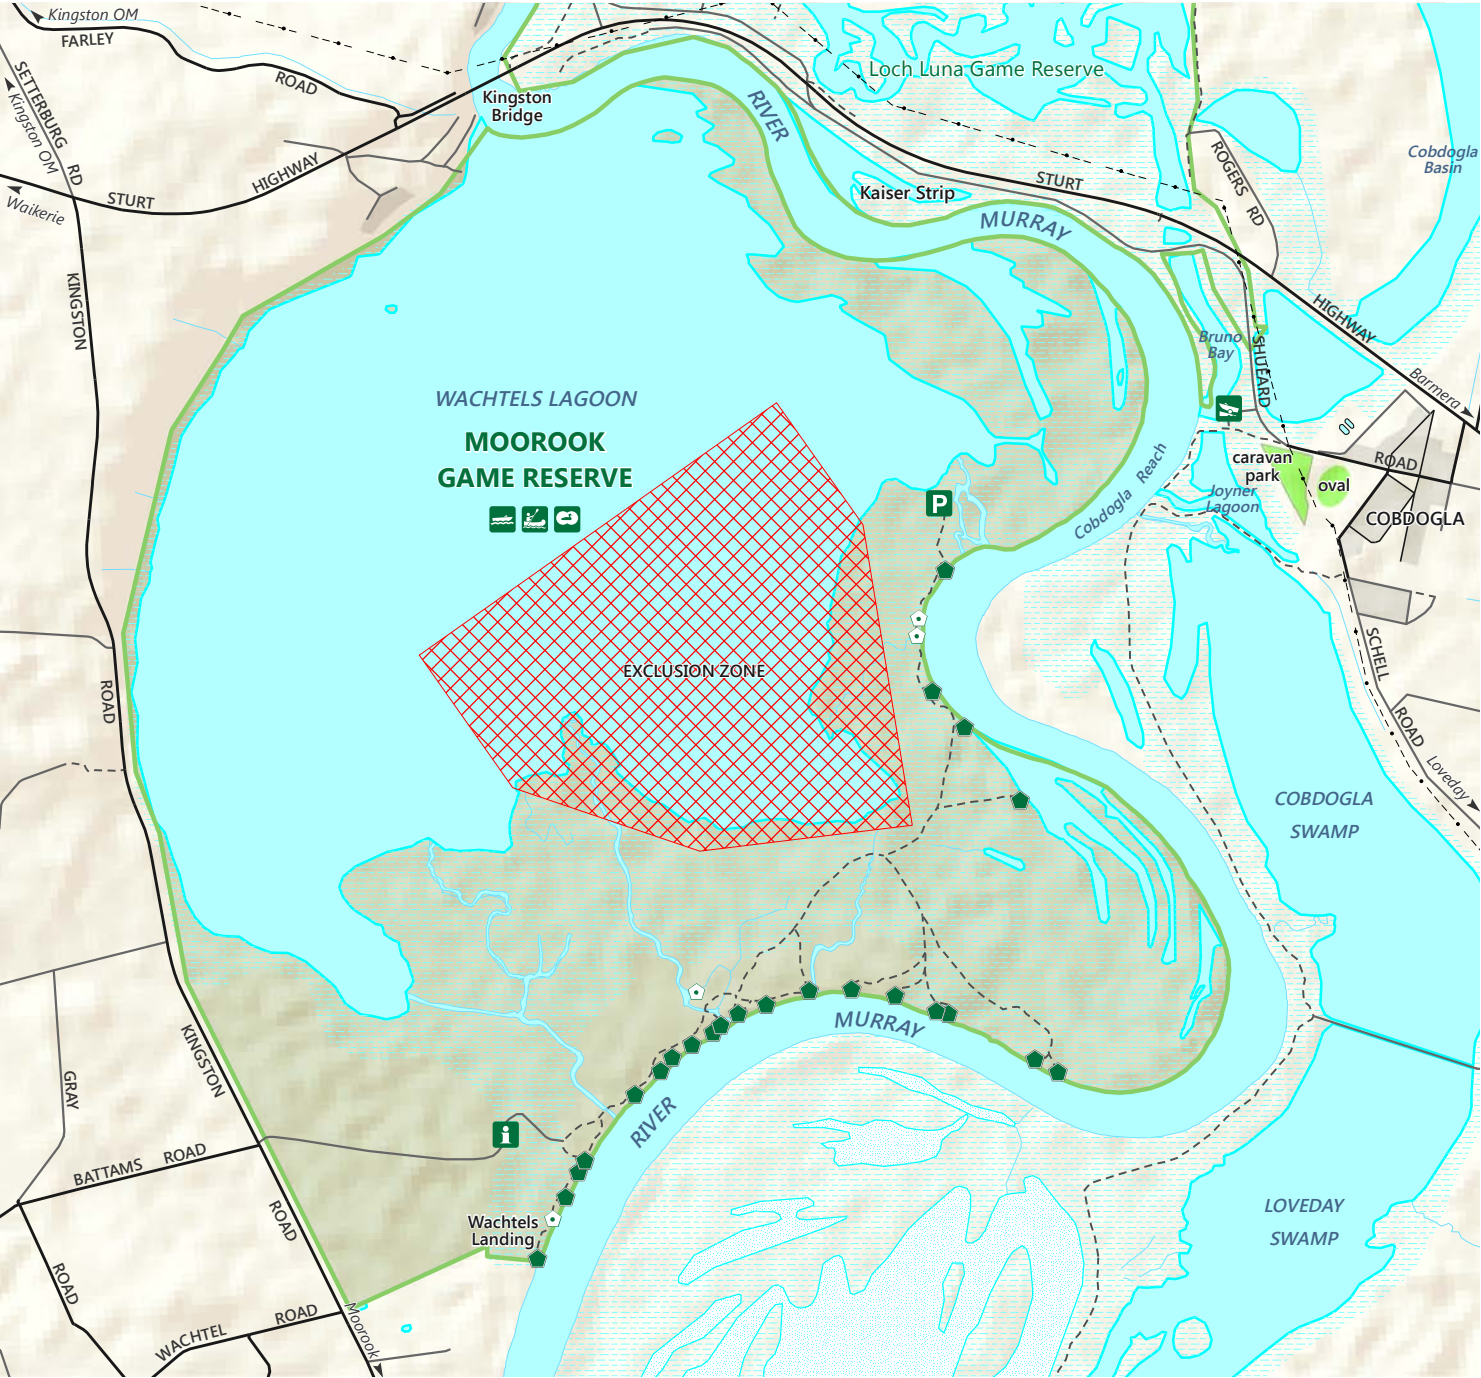 Kingston OM
FARLEY
ROAD
SETTERBURG
RD
Kingston OM
Waikerie
STURT
HIGHWAY
Kingston
Bridge
RIVER
Loch Luna Game Reserve
Kaiser Strip
STURT
MURRAY
ROGERS RD
Cobdogla
Basin
HIGHWAY
Barmera
Bruno
Bay
SHUEARD
ROAD
caravan
park
oval
COBDOGLA
Joyner
Lagoon
Cobdogla Reach
KINGSTON
ROAD
WACHTELS LAGOON
MOOROOK
GAME RESERVE
P
EXCLUSION ZONE
SCHELL
ROAD
Loveday
COBDOGLA
SWAMP
MURRAY
RIVER
KINGSTON
ROAD
GRAY
BATTAMS ROAD
i
Wachtels
Landing
LOVEDAY
SWAMP
ROAD
WACHTEL
ROAD
Moorook